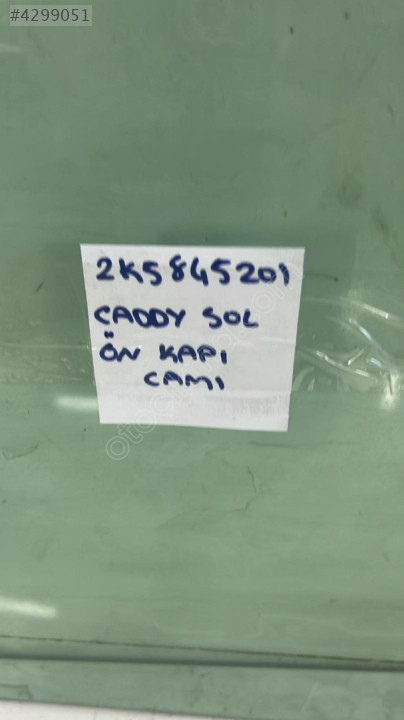 #4299051
2K5845201
CADDY SOL
ÖN KAPI
CAMI